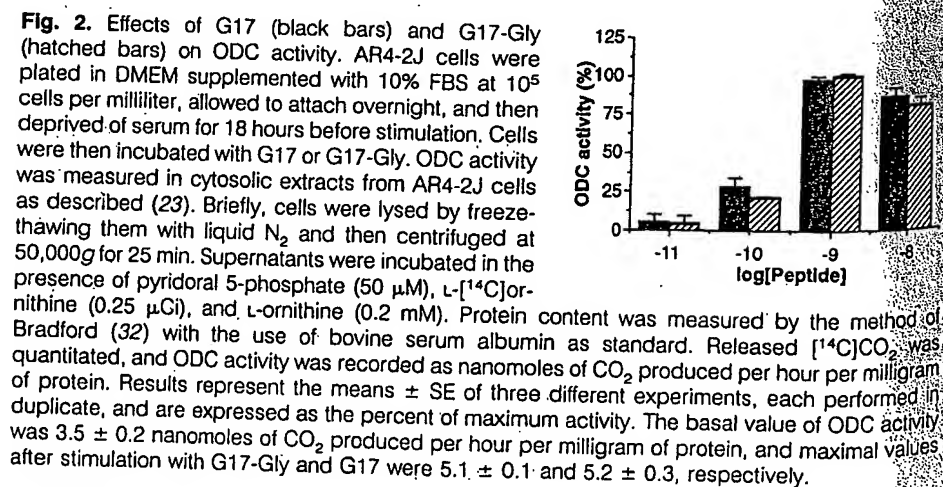 Fig. 2. Effects of G17 (black bars) and G17-Gly
(hatched bars) on ODC activity. AR4-2J cells were
plated in DMEM supplemented with 10% FBS at 10⁵
cells per milliliter, allowed to attach overnight, and then
deprived of serum for 18 hours before stimulation. Cells
were then incubated with G17 or G17-Gly. ODC activity
was measured in cytosolic extracts from AR4-2J cells
as described (23). Briefly, cells were lysed by freeze-
thawing them with liquid N₂ and then centrifuged at
50,000g for 25 min. Supernatants were incubated in the
presence of pyridoral 5-phosphate (50 μM), L-[¹⁴C]or-
nithine (0.25 μCi), and L-ornithine (0.2 mM). Protein content was measured by the method of
Bradford (32) with the use of bovine serum albumin as standard. Released [¹⁴C]CO₂ was
quantitated, and ODC activity was recorded as nanomoles of CO₂ produced per hour per milligram
of protein. Results represent the means ± SE of three different experiments, each performed in
duplicate, and are expressed as the percent of maximum activity. The basal value of ODC activity
was 3.5 ± 0.2 nanomoles of CO₂ produced per hour per milligram of protein, and maximal values
after stimulation with G17-Gly and G17 were 5.1 ± 0.1 and 5.2 ± 0.3, respectively.
ODC activity (%)
125
100
75
50
25
0
-11 -10 -9 -8
log[Peptide]